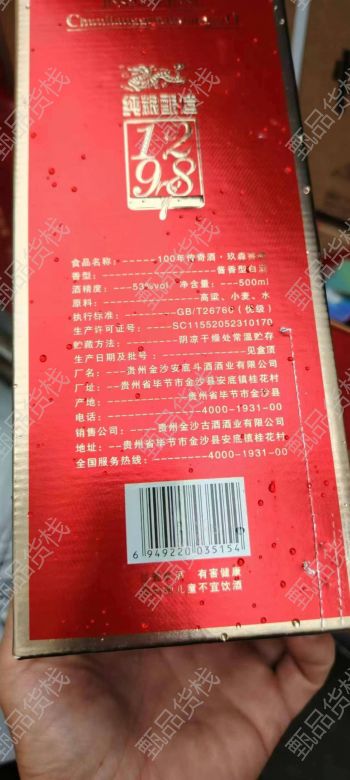 纯粮酿造
1298
食品名称：------100年传奇酒·玖鑫
香型：----------酱香型白酒
酒精度：---53%vol 净含量：---500ml
原料：----------高粱、小麦、水
执行标准：------GB/T26760（优级）
生产许可证号：---SC11552052310170
贮藏方法：------阴凉干燥处常温贮存
生产日期及批号：------见盒顶
厂名：---贵州金沙安底斗酒酒业有限公司
厂址：---贵州省毕节市金沙县安底镇桂花村
产地：------贵州省毕节市金沙县
电话：----------4000-1931-00
销售公司：---贵州金沙古酒酒业有限公司
地址：---贵州省毕节市金沙县安底镇桂花村
全国服务热线：------4000-1931-00
6 949220 035154
有害健康
儿童不宜饮酒
甄品货栈